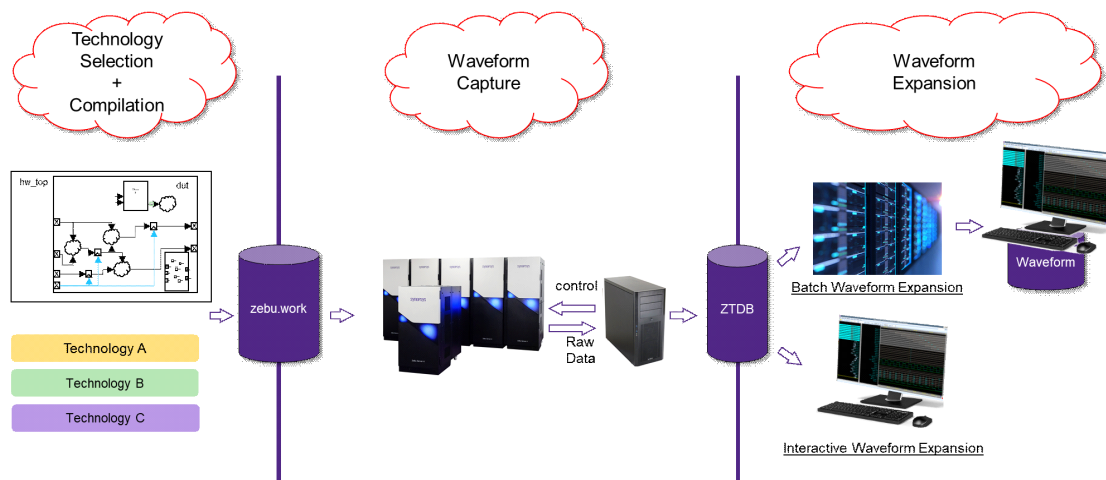 Technology
Selection
+
Compilation
Waveform
Capture
Waveform
Expansion
hw_top
dut
zebu.work
control
Raw
Data
ZTDB
Batch Waveform Expansion
Waveform
Interactive Waveform Expansion
Technology A
Technology B
Technology C